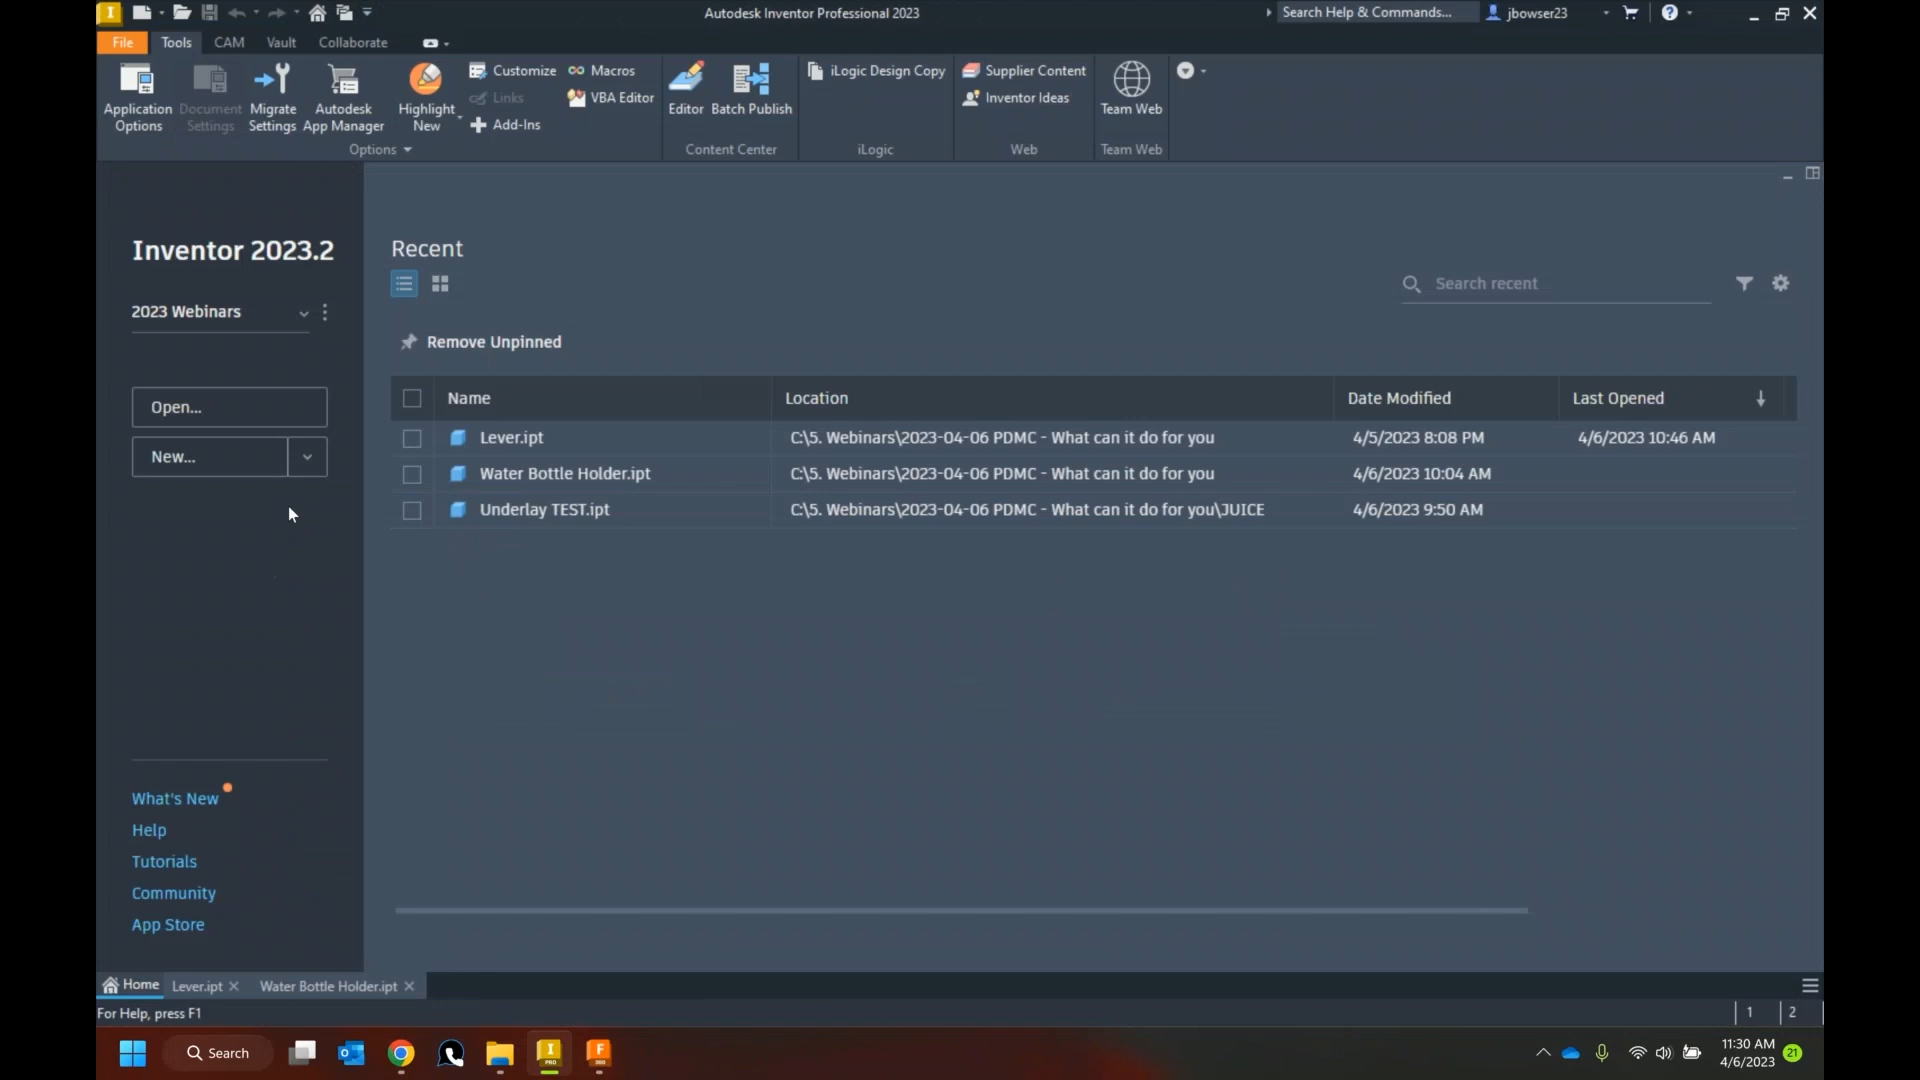 Autodesk Inventor Professional 2023
Search Help & Commands...
jbowser23
File
Tools
CAM
Vault
Collaborate
Application Options
Document Settings
Migrate Settings
Autodesk App Manager
Highlight New
Customize
Links
Add-Ins
Macros
VBA Editor
Options
Editor
Batch Publish
Content Center
iLogic Design Copy
iLogic
Supplier Content
Inventor Ideas
Web
Team Web
Team Web
Inventor 2023.2
2023 Webinars
Open...
New...
What's New
Help
Tutorials
Community
App Store
Recent
Search recent
Remove Unpinned
Name Location Date Modified Last Opened
Lever.ipt C:\5. Webinars\2023-04-06 PDMC - What can it do for you 4/5/2023 8:08 PM 4/6/2023 10:46 AM
Water Bottle Holder.ipt C:\5. Webinars\2023-04-06 PDMC - What can it do for you 4/6/2023 10:04 AM
Underlay TEST.ipt C:\5. Webinars\2023-04-06 PDMC - What can it do for you\JUICE 4/6/2023 9:50 AM
Home Lever.ipt Water Bottle Holder.ipt
For Help, press F1
1 2
Search
11:30 AM
4/6/2023
21